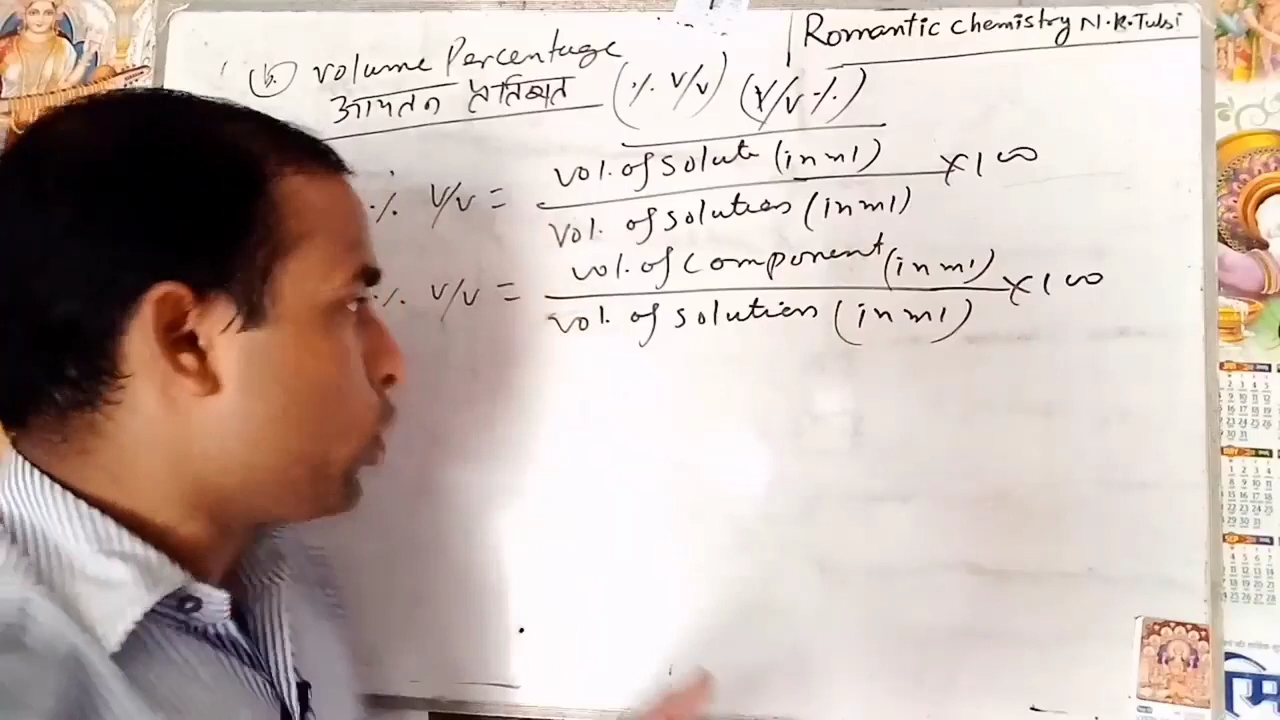 Romantic chemistry N.K.Tulsi
(b.) Volume Percentage
आयतन प्रतिशत (% v/v) (v/v %)
% v/v = vol. of solute (in ml) / vol. of solution (in ml) × 100
% v/v = vol. of component (in ml) / vol. of solution (in ml) × 100